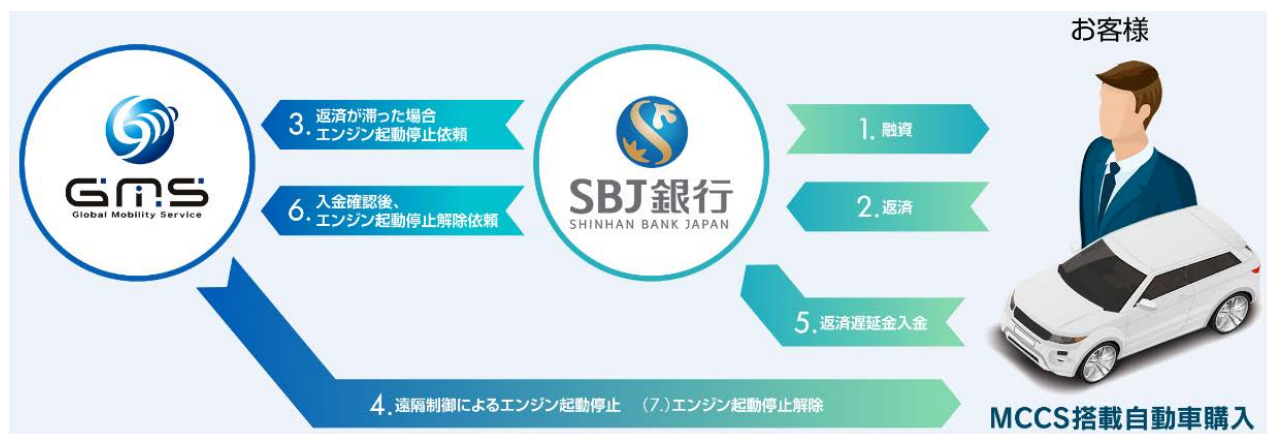 お客様
GMS
Global Mobility Service
3. 返済が滞った場合
エンジン起動停止依頼
6. 入金確認後、
エンジン起動停止解除依頼
SBJ銀行
SHINHAN BANK JAPAN
1. 融資
2. 返済
5. 返済遅延金入金
4. 遠隔制御によるエンジン起動停止 (7.)エンジン起動停止解除
MCCS搭載自動車購入